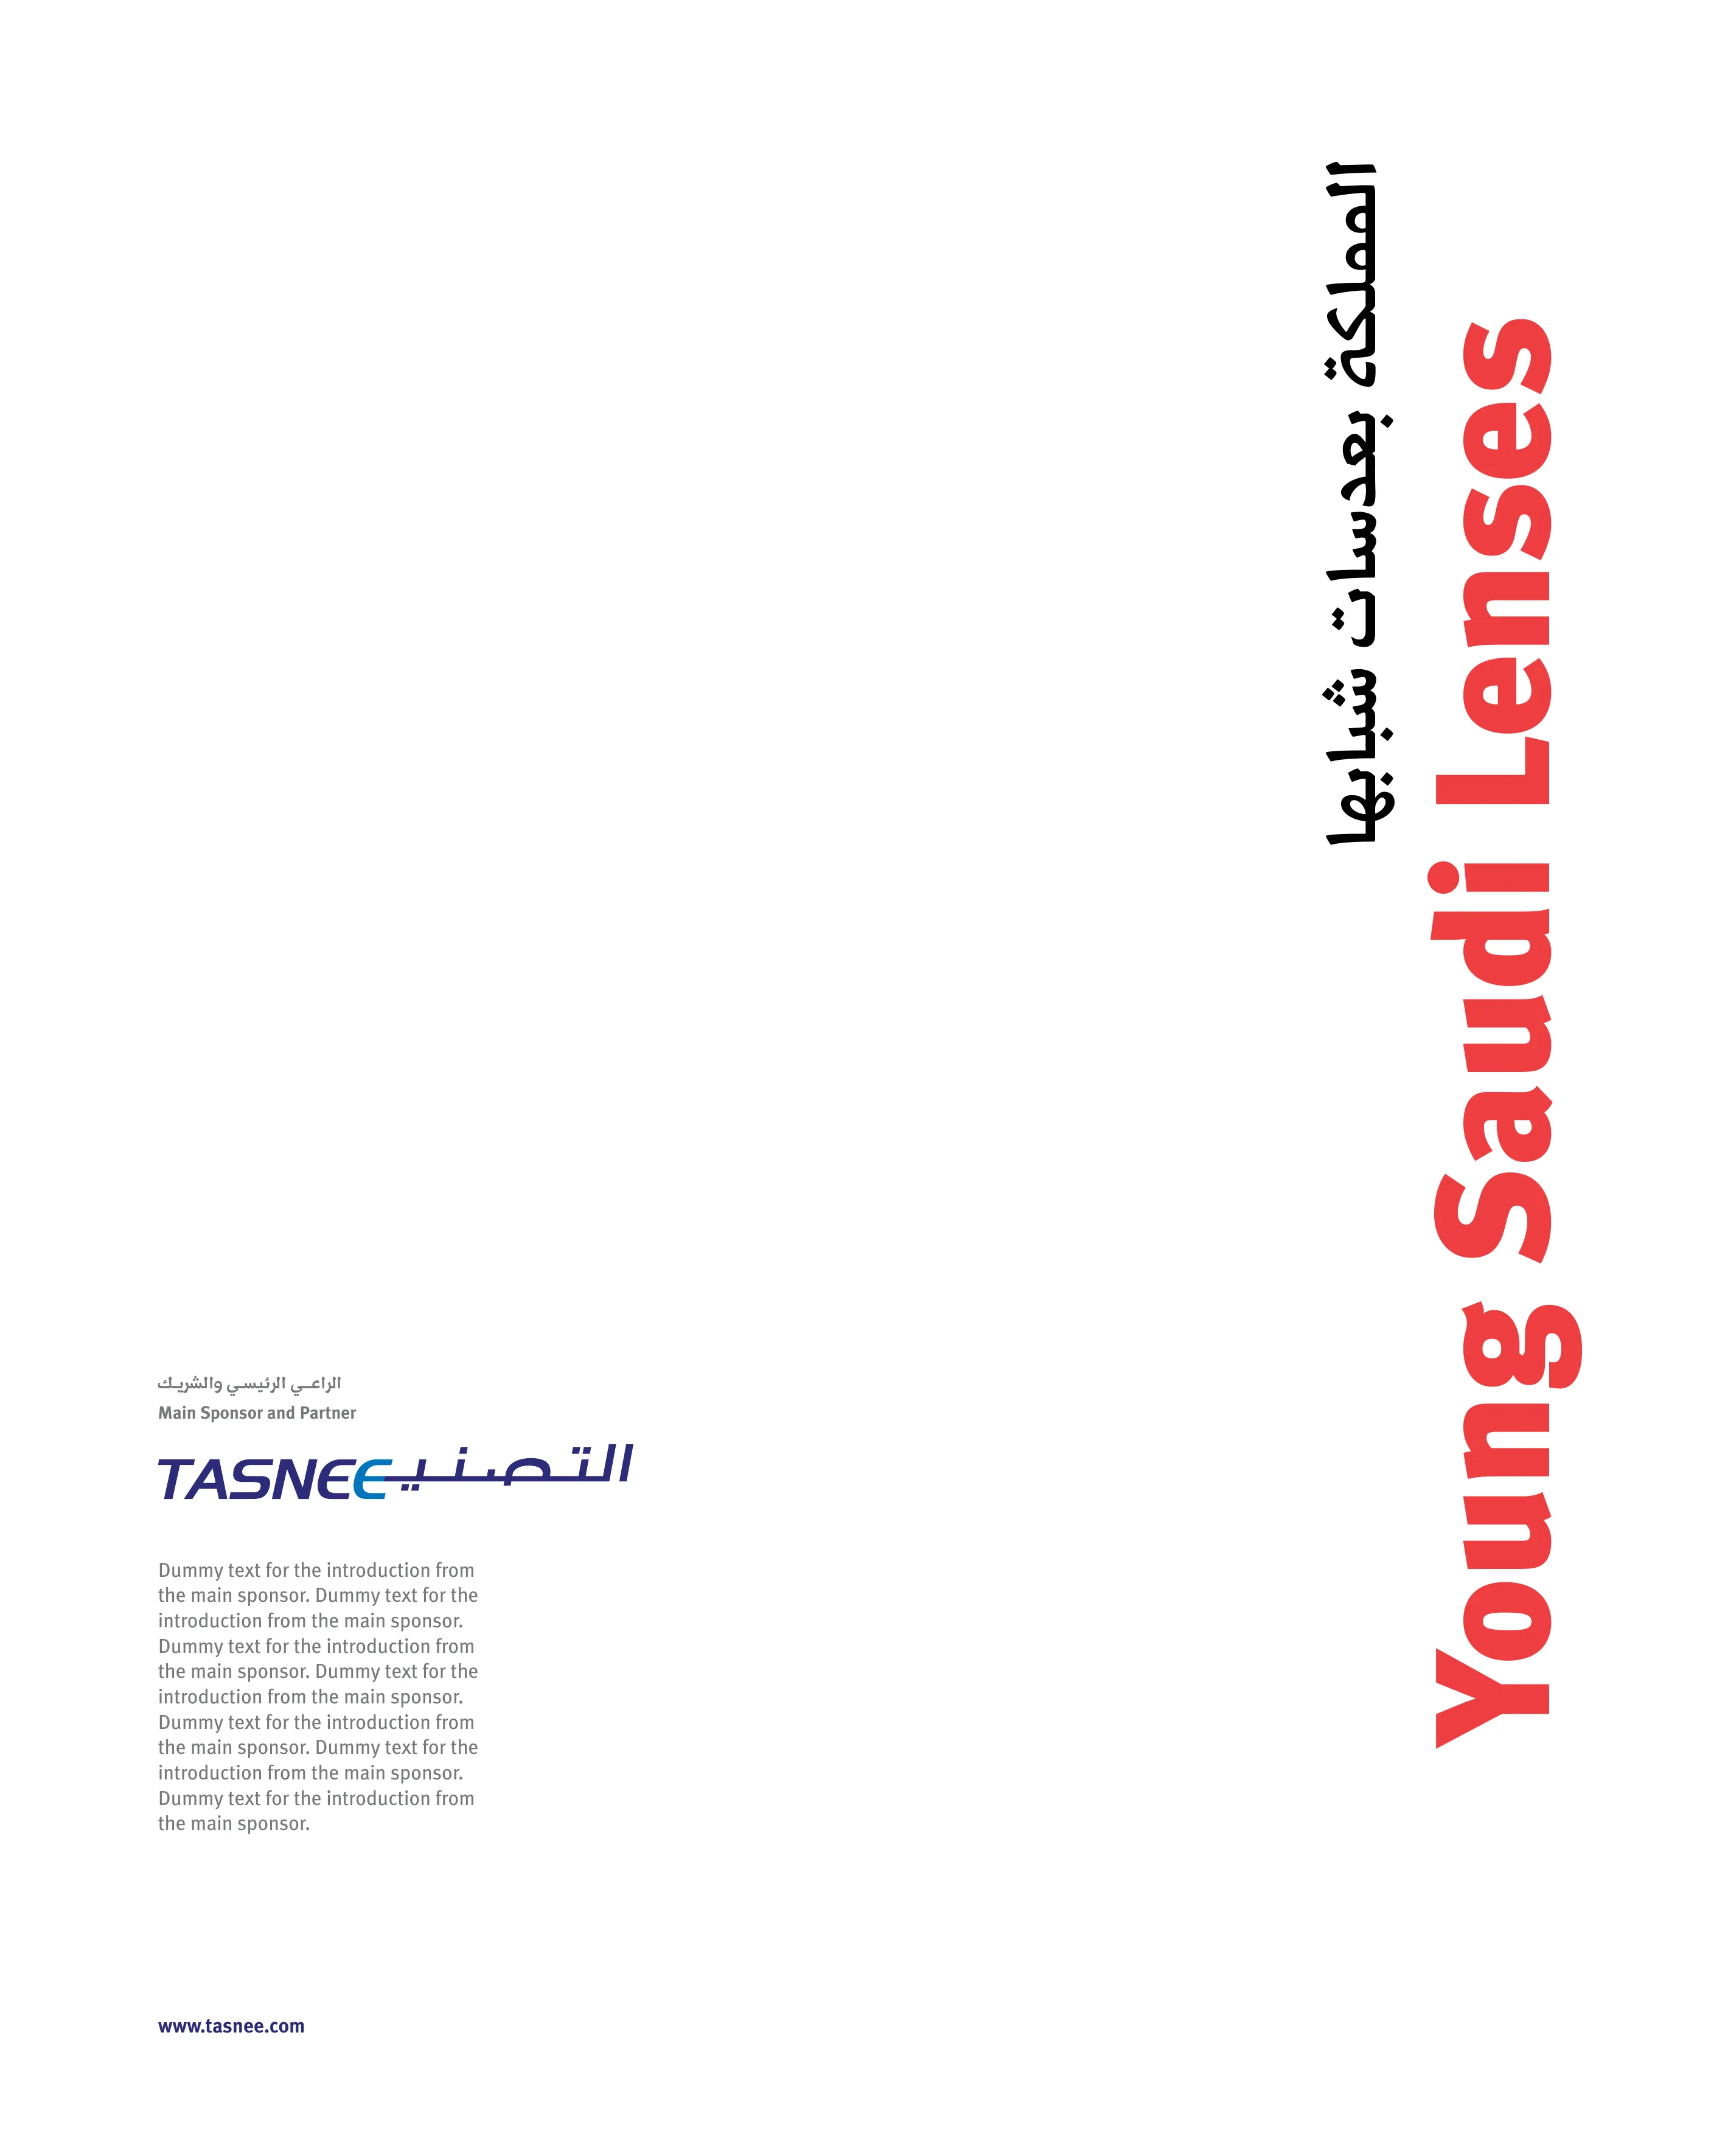 المملكة بعدسات شبابها
Young Saudi Lenses
الراعي الرئيسي والشريك
Main Sponsor and Partner
TASNEE التصنيع
Dummy text for the introduction from
the main sponsor. Dummy text for the
introduction from the main sponsor.
Dummy text for the introduction from
the main sponsor. Dummy text for the
introduction from the main sponsor.
Dummy text for the introduction from
the main sponsor. Dummy text for the
introduction from the main sponsor.
Dummy text for the introduction from
the main sponsor.
www.tasnee.com